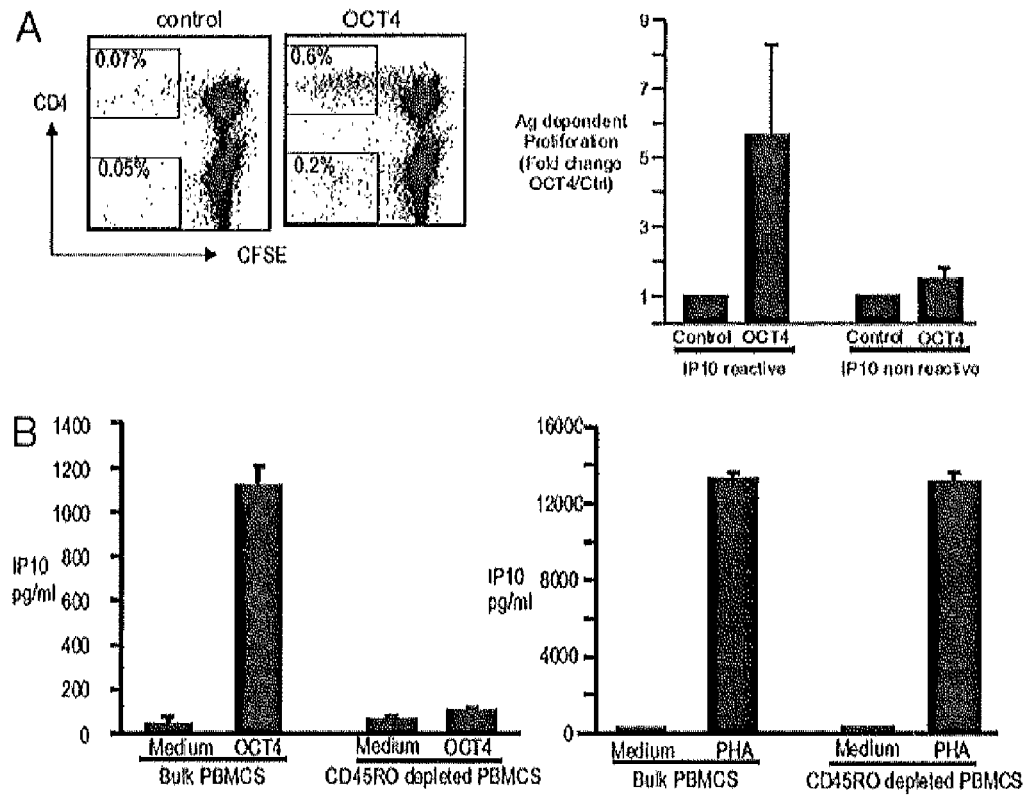 A
control
OCT4
0.07%
0.6%
CD4
0.05%
0.2%
CFSE
9
7
5
3
1
Ag dependent
Proliferation
(Fold change
OCT4/Ctrl)
Control OCT4
Control OCT4
IP10 reactive
IP10 non reactive
B
1400
1200
1000
800
600
400
200
0
IP10
pg/ml
Medium OCT4
Medium OCT4
Bulk PBMCS
CD45RO depleted PBMCS
16000
12000
8000
4000
0
IP10
pg/ml
Medium PHA
Medium PHA
Bulk PBMCS
CD45RO depleted PBMCS